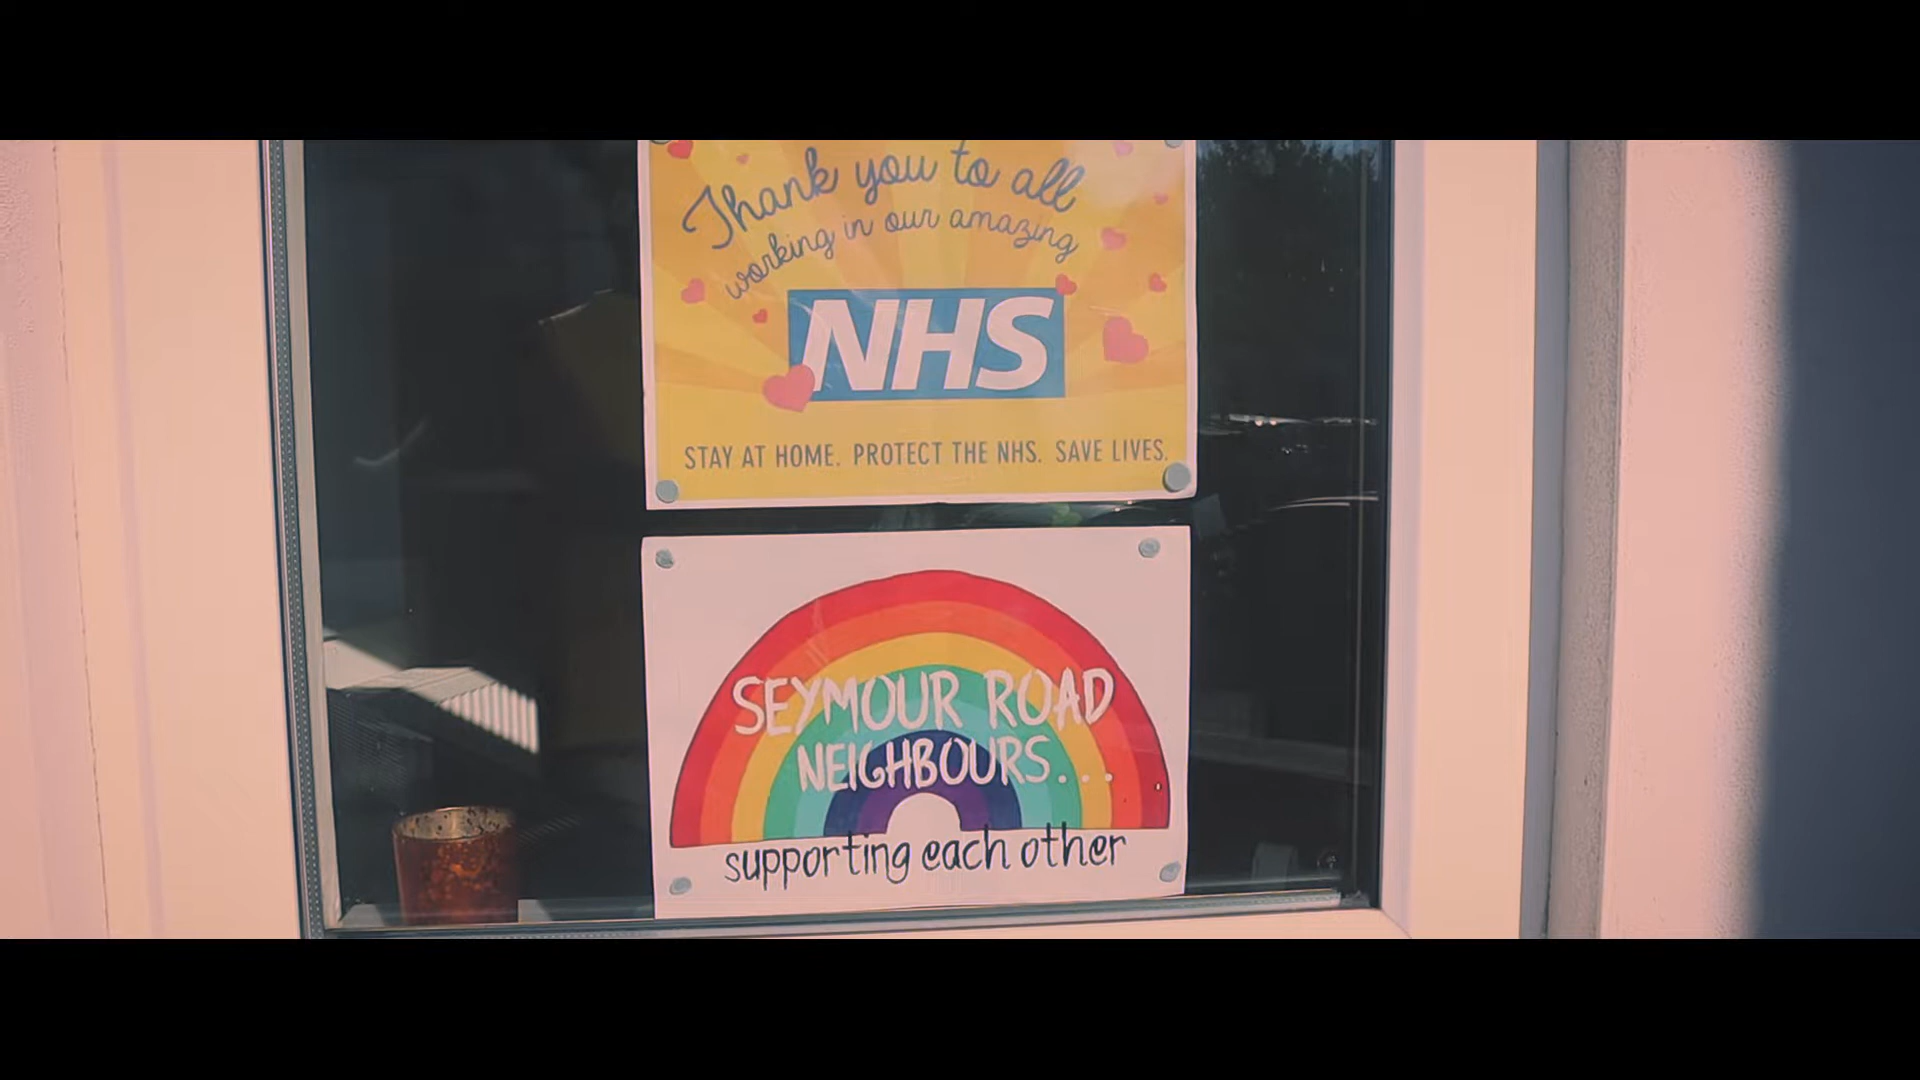 Thank you to all
working in our amazing
NHS
STAY AT HOME. PROTECT THE NHS. SAVE LIVES.
SEYMOUR ROAD
NEIGHBOURS...
supporting each other